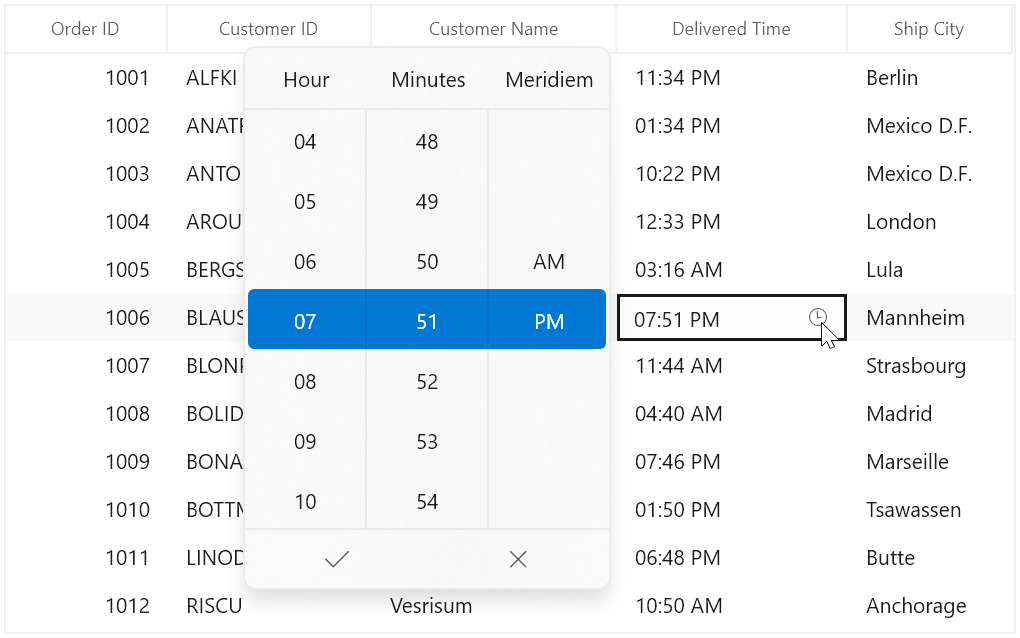 Order ID Customer ID Customer Name Delivered Time Ship City
1001 ALFKI 11:34 PM Berlin
1002 01:34 PM Mexico D.F.
1003 ANTO 10:22 PM Mexico D.F.
1004 AROU 12:33 PM London
1005 BERGS 03:16 AM Lula
1006 BLAUS 07:51 PM Mannheim
1007 11:44 AM Strasbourg
1008 BOLID 04:40 AM Madrid
1009 BONA 07:46 PM Marseille
1010 01:50 PM Tsawassen
1011 LINOD 06:48 PM Butte
1012 RISCU Vesrisum 10:50 AM Anchorage
Hour Minutes Meridiem
04 48
05 49
06 50 AM
07 51 PM
08 52
09 53
10 54